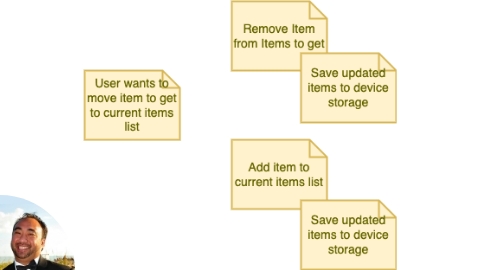 Remove Item
from Items to get
Save updated
items to device
storage
User wants to
move item to get
to current items
list
Add item to
current items list
Save updated
items to device
storage